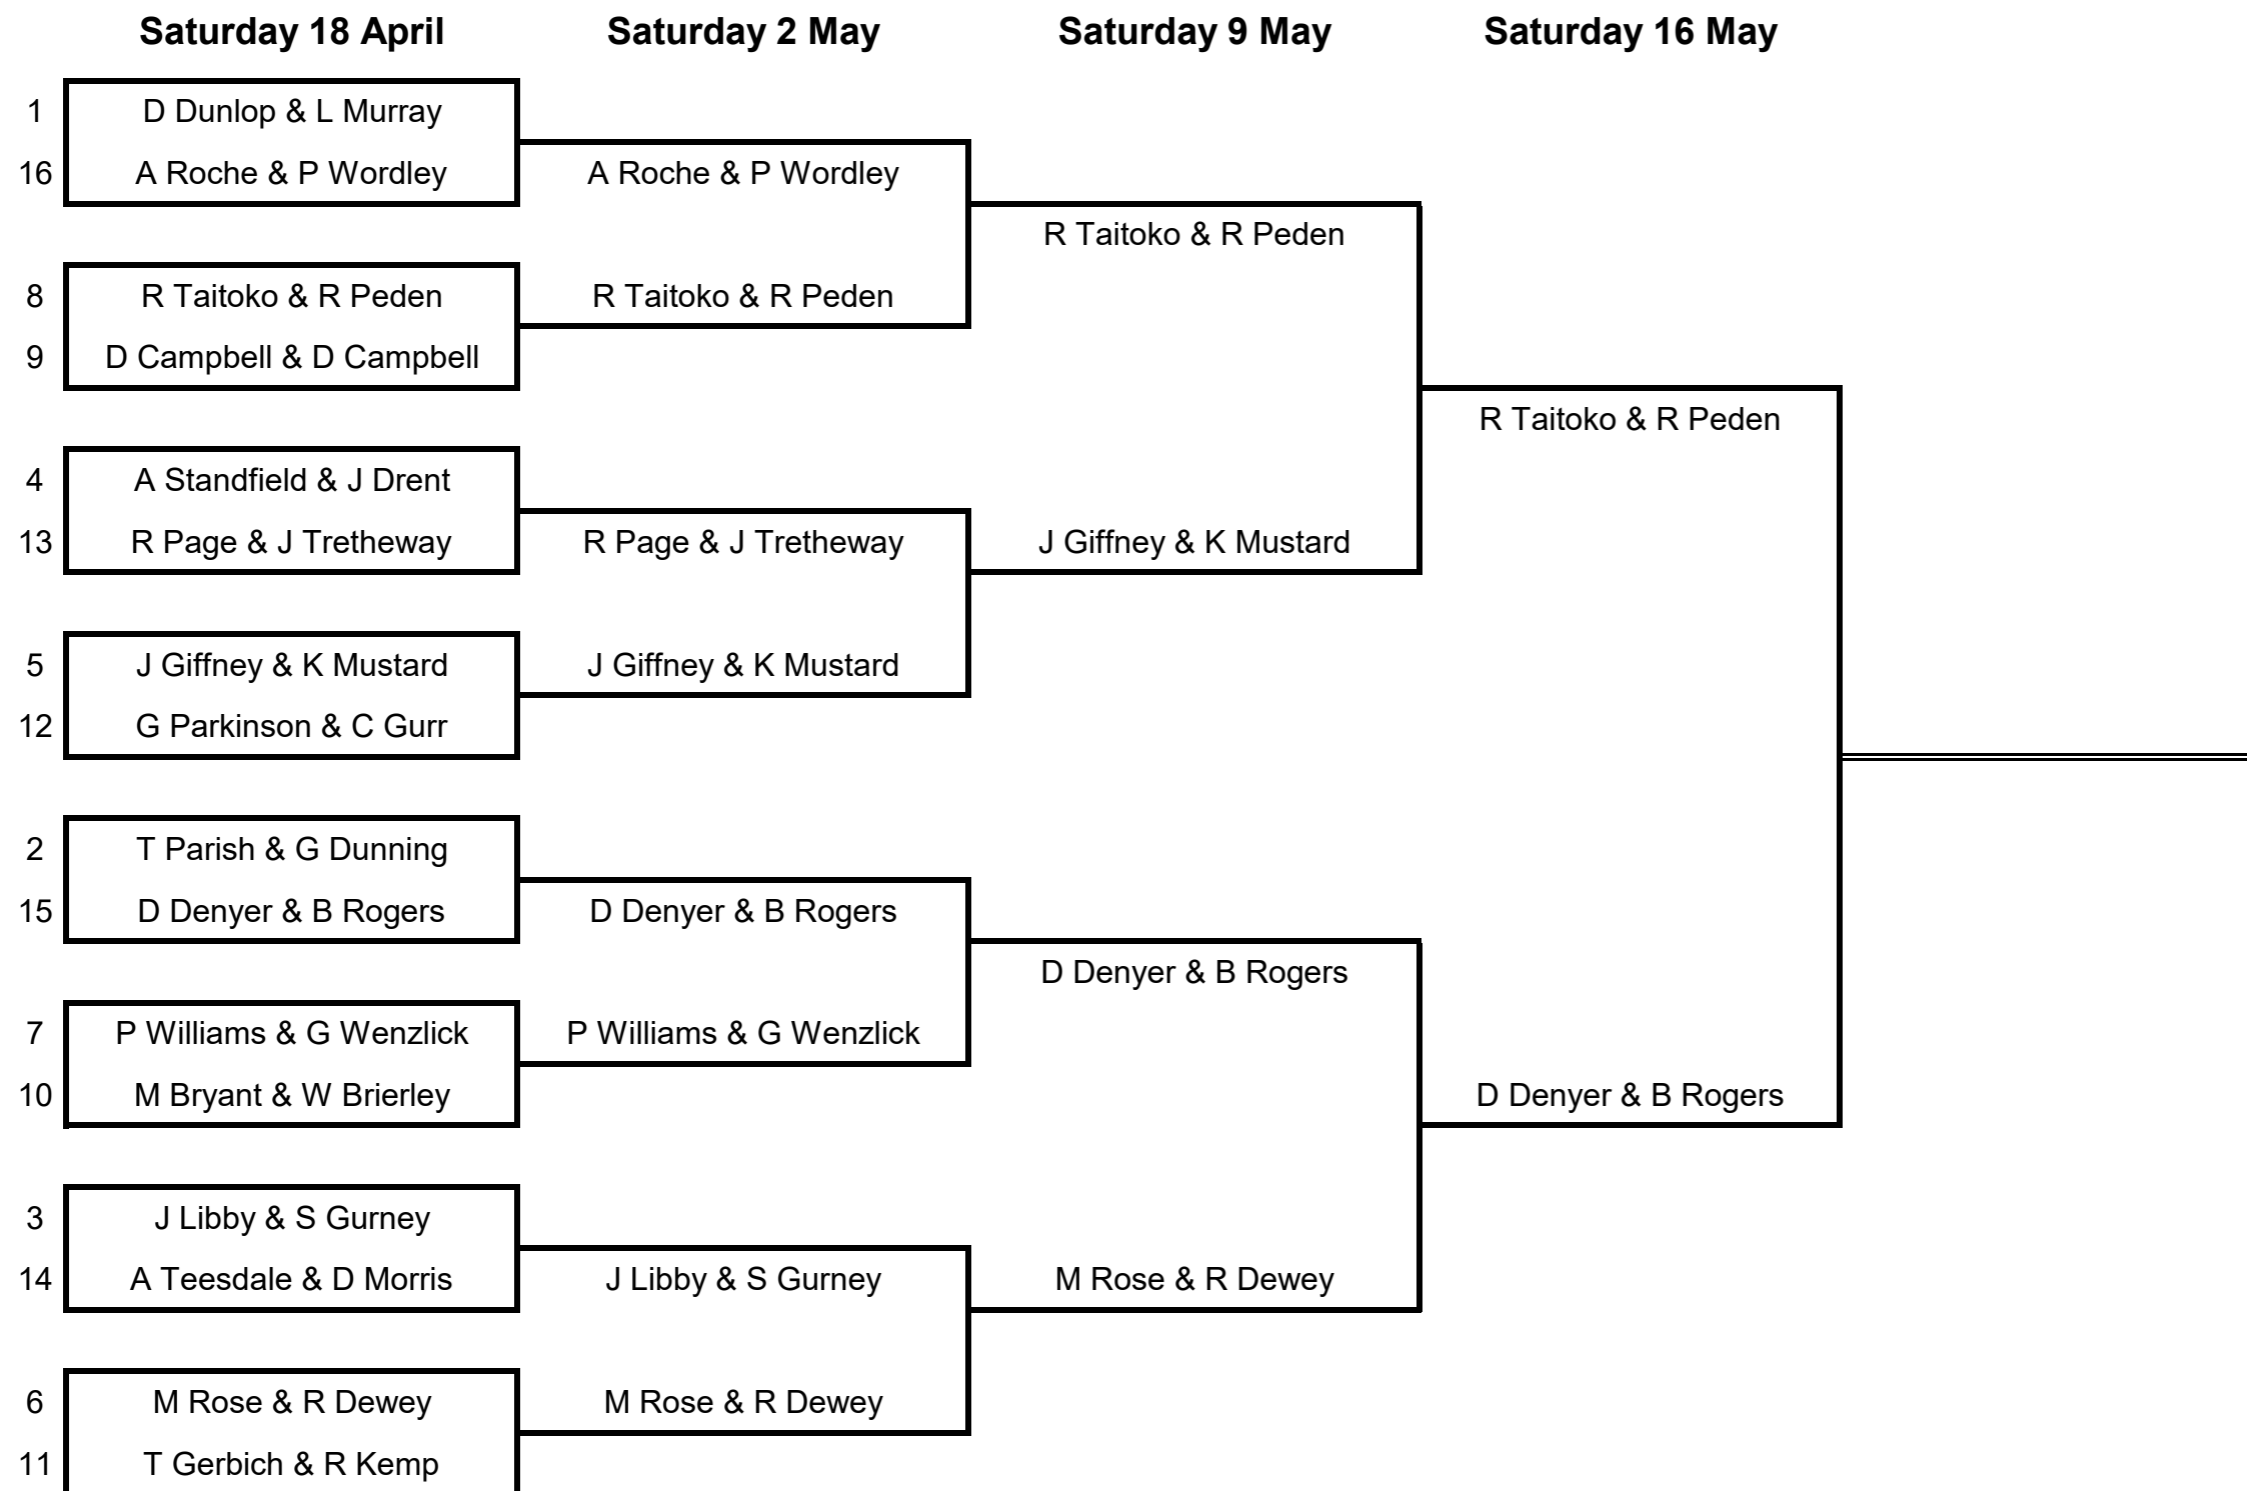 Saturday 18 April Saturday 2 May Saturday 9 May Saturday 16 May
1 D Dunlop & L Murray
16 A Roche & P Wordley A Roche & P Wordley
R Taitoko & R Peden
8 R Taitoko & R Peden R Taitoko & R Peden
9 D Campbell & D Campbell
R Taitoko & R Peden
4 A Standfield & J Drent
13 R Page & J Tretheway R Page & J Tretheway J Giffney & K Mustard
5 J Giffney & K Mustard J Giffney & K Mustard
12 G Parkinson & C Gurr
2 T Parish & G Dunning
15 D Denyer & B Rogers D Denyer & B Rogers
D Denyer & B Rogers
7 P Williams & G Wenzlick P Williams & G Wenzlick
10 M Bryant & W Brierley D Denyer & B Rogers
3 J Libby & S Gurney
14 A Teesdale & D Morris J Libby & S Gurney M Rose & R Dewey
6 M Rose & R Dewey M Rose & R Dewey
11 T Gerbich & R Kemp